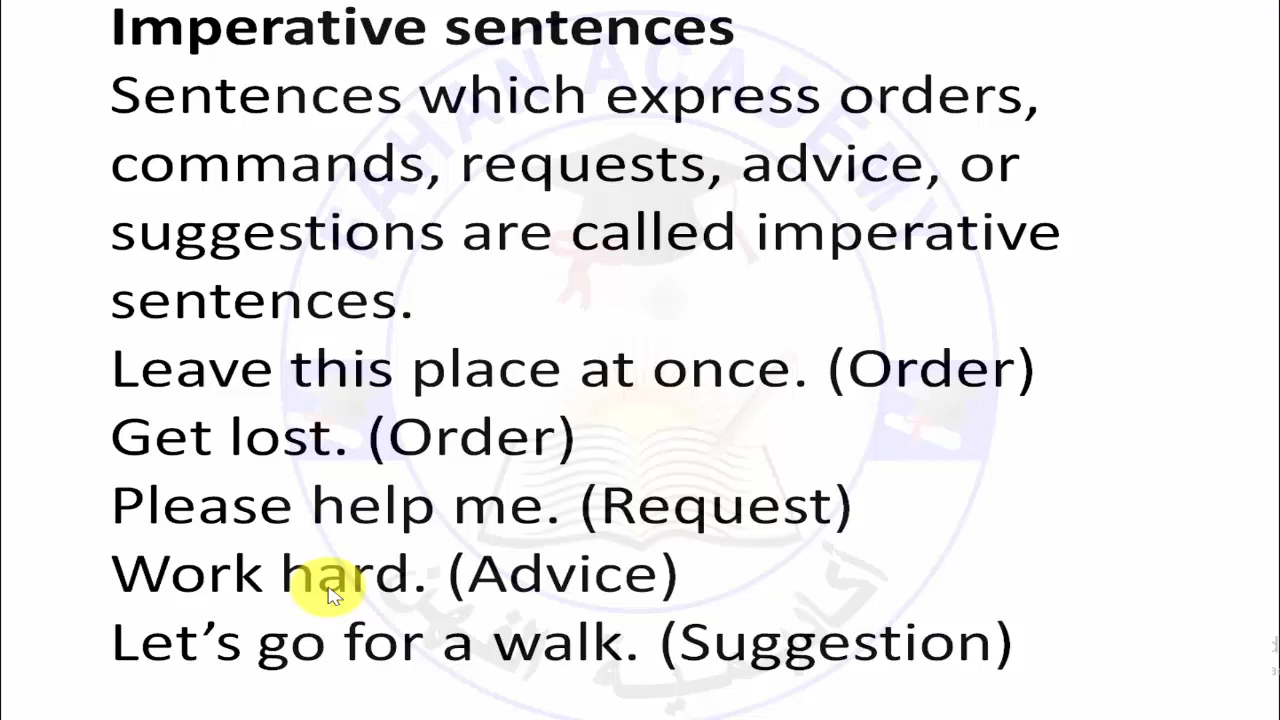 Imperative sentences
Sentences which express orders,
commands, requests, advice, or
suggestions are called imperative
sentences.
Leave this place at once. (Order)
Get lost. (Order)
Please help me. (Request)
Work hard. (Advice)
Let’s go for a walk. (Suggestion)
ACADEMY